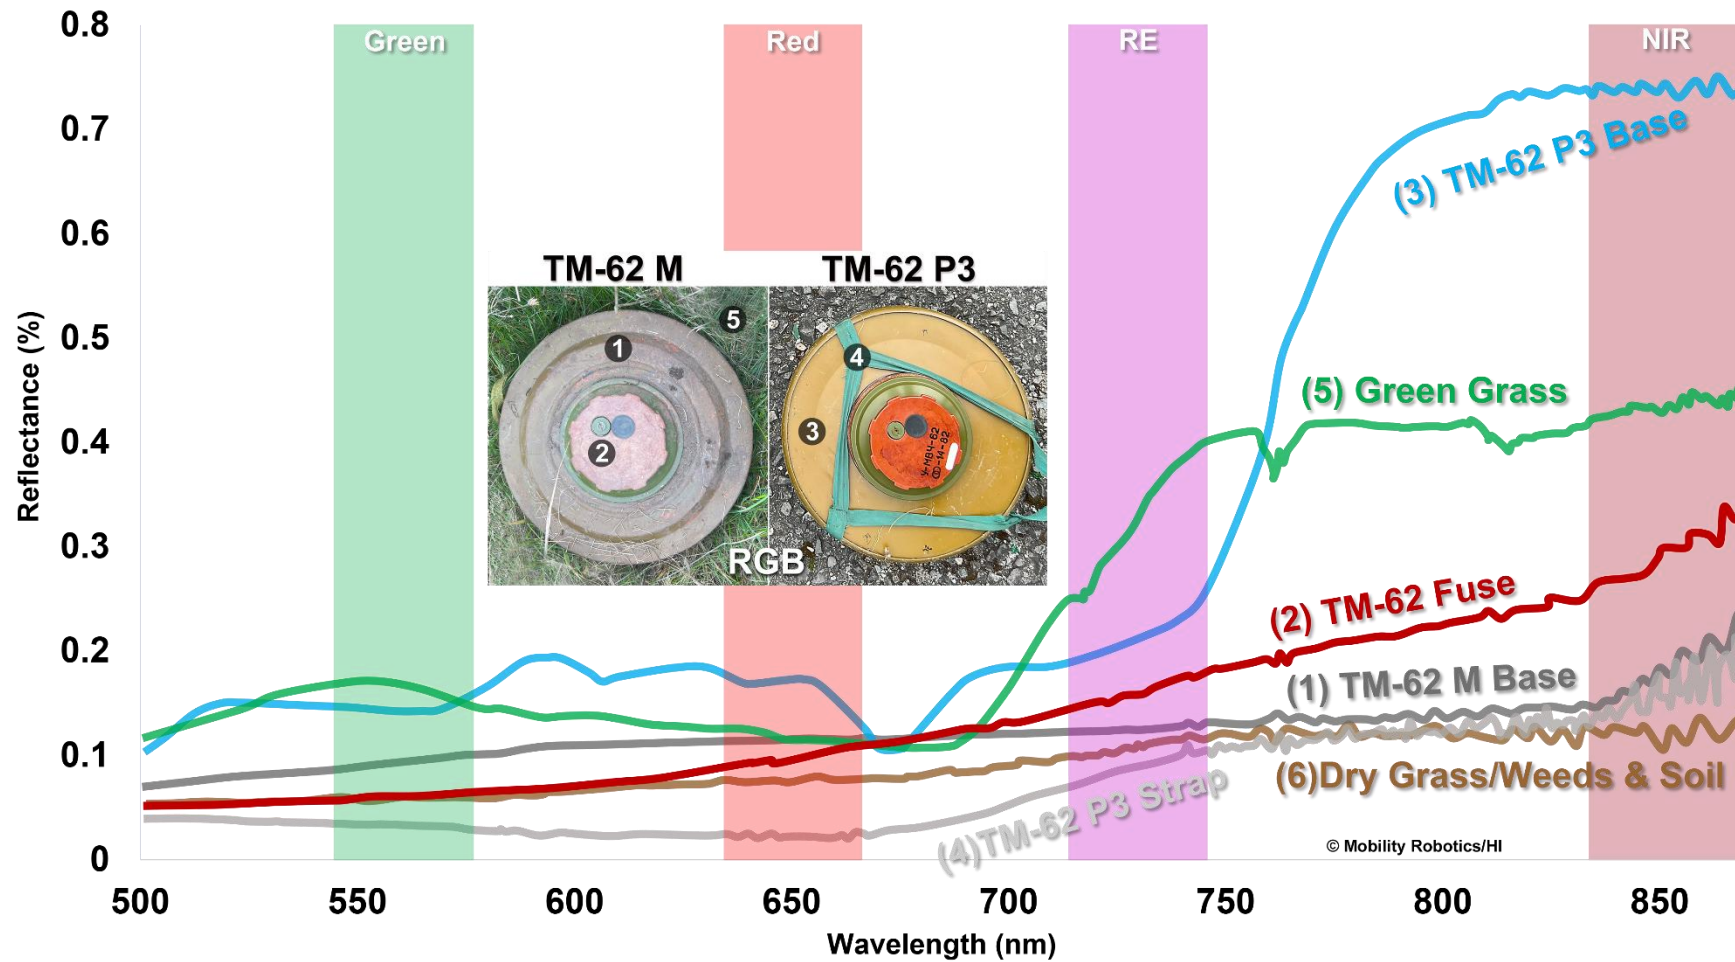 0.8
0.7
0.6
0.5
0.4
0.3
0.2
0.1
0
Reflectance (%)
Green
Red
RE
NIR
TM-62 M
TM-62 P3
1
2
5
3
4
RGB
(3) TM-62 P3 Base
(5) Green Grass
(2) TM-62 Fuse
(1) TM-62 M Base
(6)Dry Grass/Weeds & Soil
(4)TM-62 P3 Strap
© Mobility Robotics/HI
500 550 600 650 700 750 800 850
Wavelength (nm)